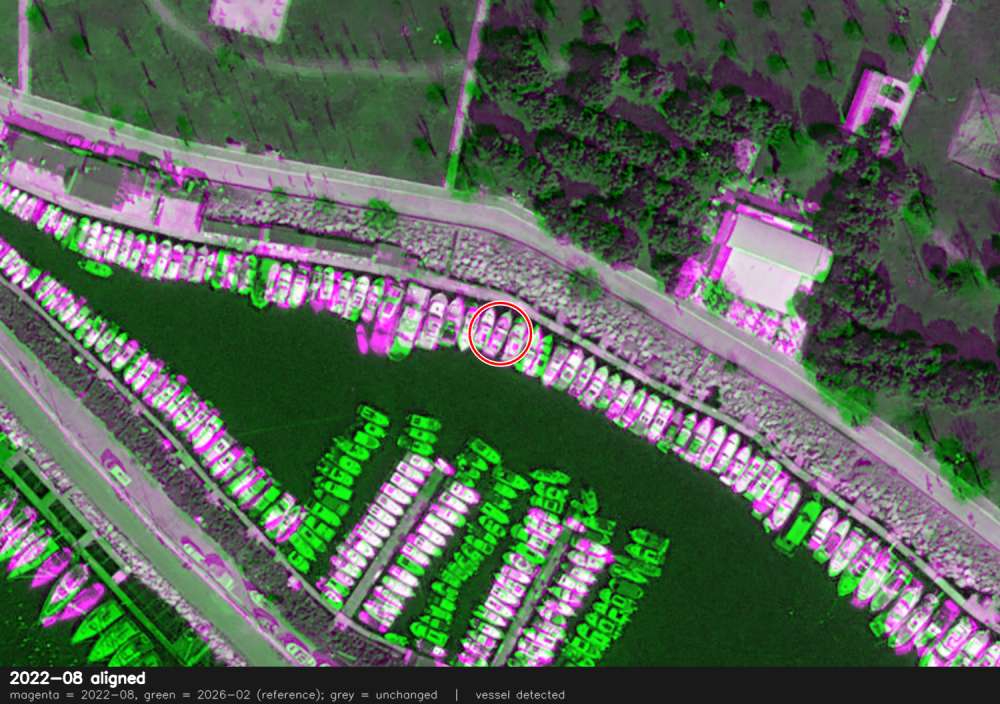 2022-08 aligned
magenta = 2022-08, green = 2026-02 (reference); grey = unchanged | vessel detected